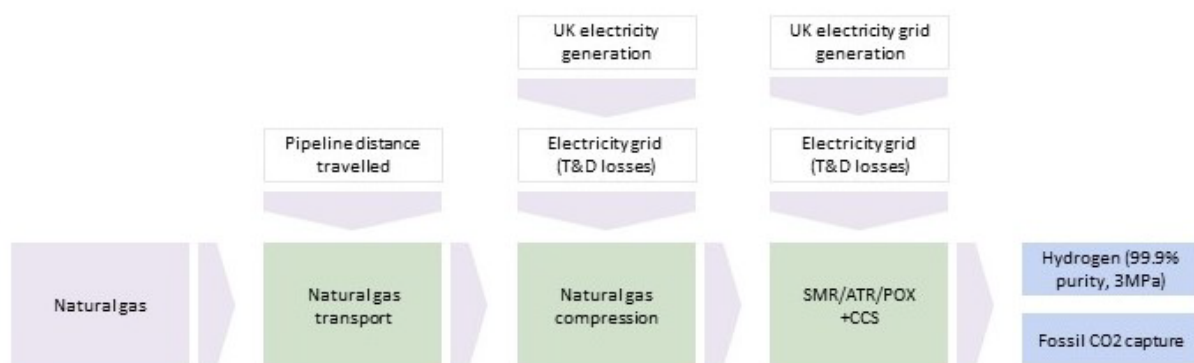 UK electricity
generation
UK electricity grid
generation
Pipeline distance
travelled
Electricity grid
(T&D losses)
Electricity grid
(T&D losses)
Natural gas
Natural gas
transport
Natural gas
compression
SMR/ATR/POX
+CCS
Hydrogen (99.9%
purity, 3MPa)
Fossil CO2 capture